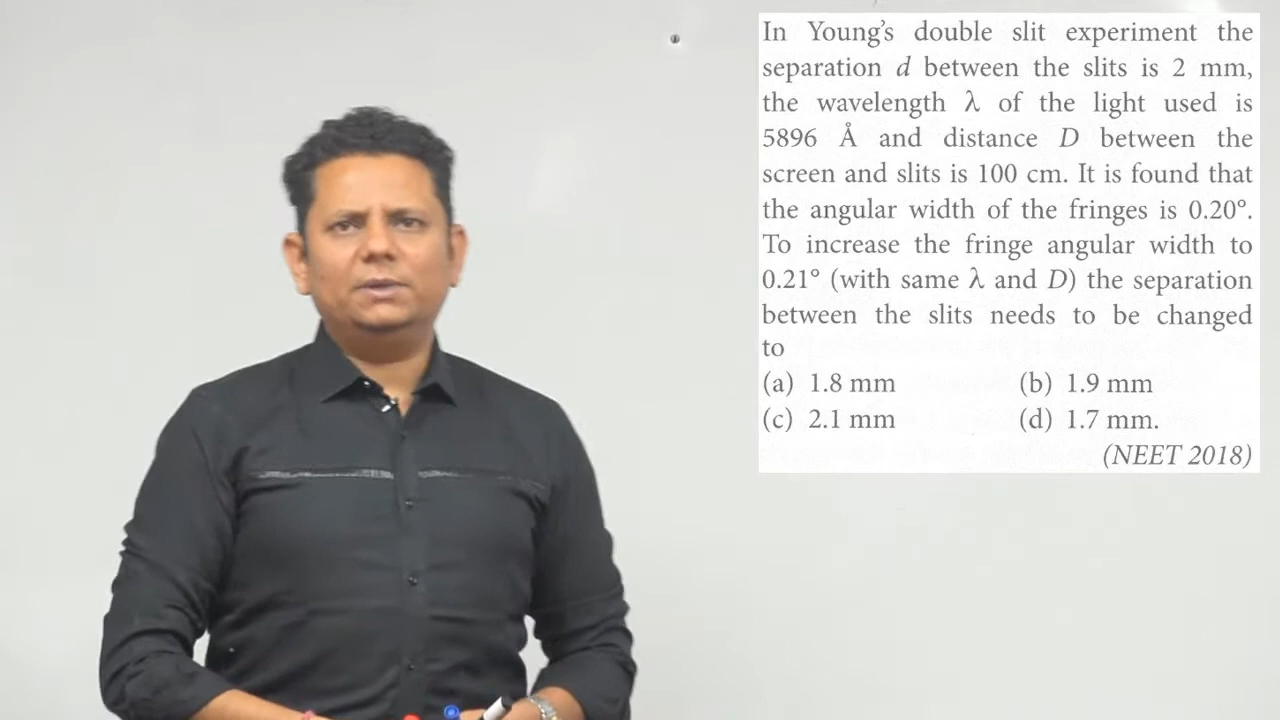 In Young’s double slit experiment the
separation d between the slits is 2 mm,
the wavelength λ of the light used is
5896 Å and distance D between the
screen and slits is 100 cm. It is found that
the angular width of the fringes is 0.20°.
To increase the fringe angular width to
0.21° (with same λ and D) the separation
between the slits needs to be changed
to
(a) 1.8 mm (b) 1.9 mm
(c) 2.1 mm (d) 1.7 mm.
(NEET 2018)